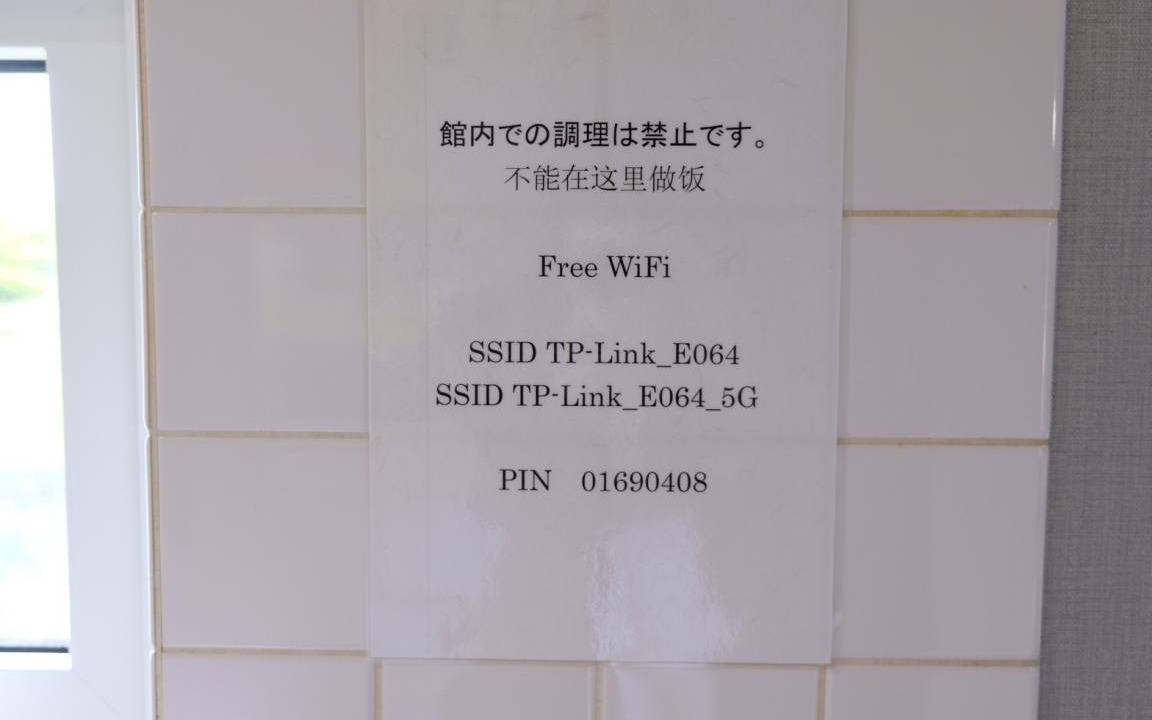 館内での調理は禁止です。
不能在这里做饭
Free WiFi
SSID TP-Link_E064
SSID TP-Link_E064_5G
PIN 01690408